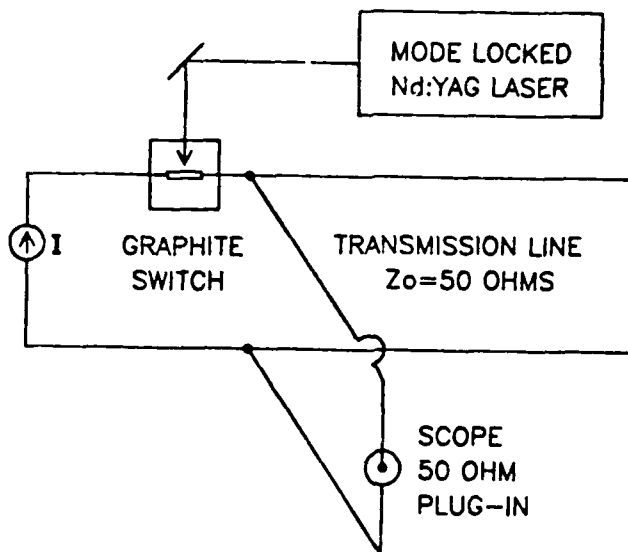 MODE LOCKED
Nd:YAG LASER
I
GRAPHITE
SWITCH
TRANSMISSION LINE
Zo=50 OHMS
SCOPE
50 OHM
PLUG-IN